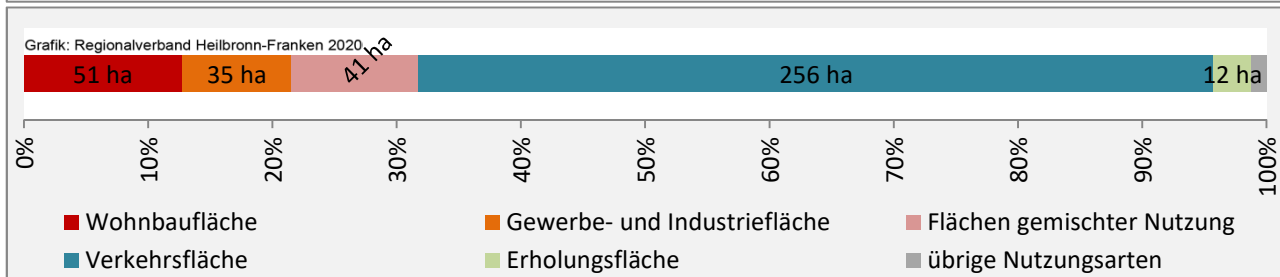 Grafik: Regionalverband Heilbronn-Franken 2020
51 ha 35 ha 41 ha 256 ha 12 ha
0% 10% 20% 30% 40% 50% 60% 70% 80% 90% 100%
Wohnbaufläche Gewerbe- und Industriefläche Flächen gemischter Nutzung
Verkehrsfläche Erholungsfläche übrige Nutzungsarten